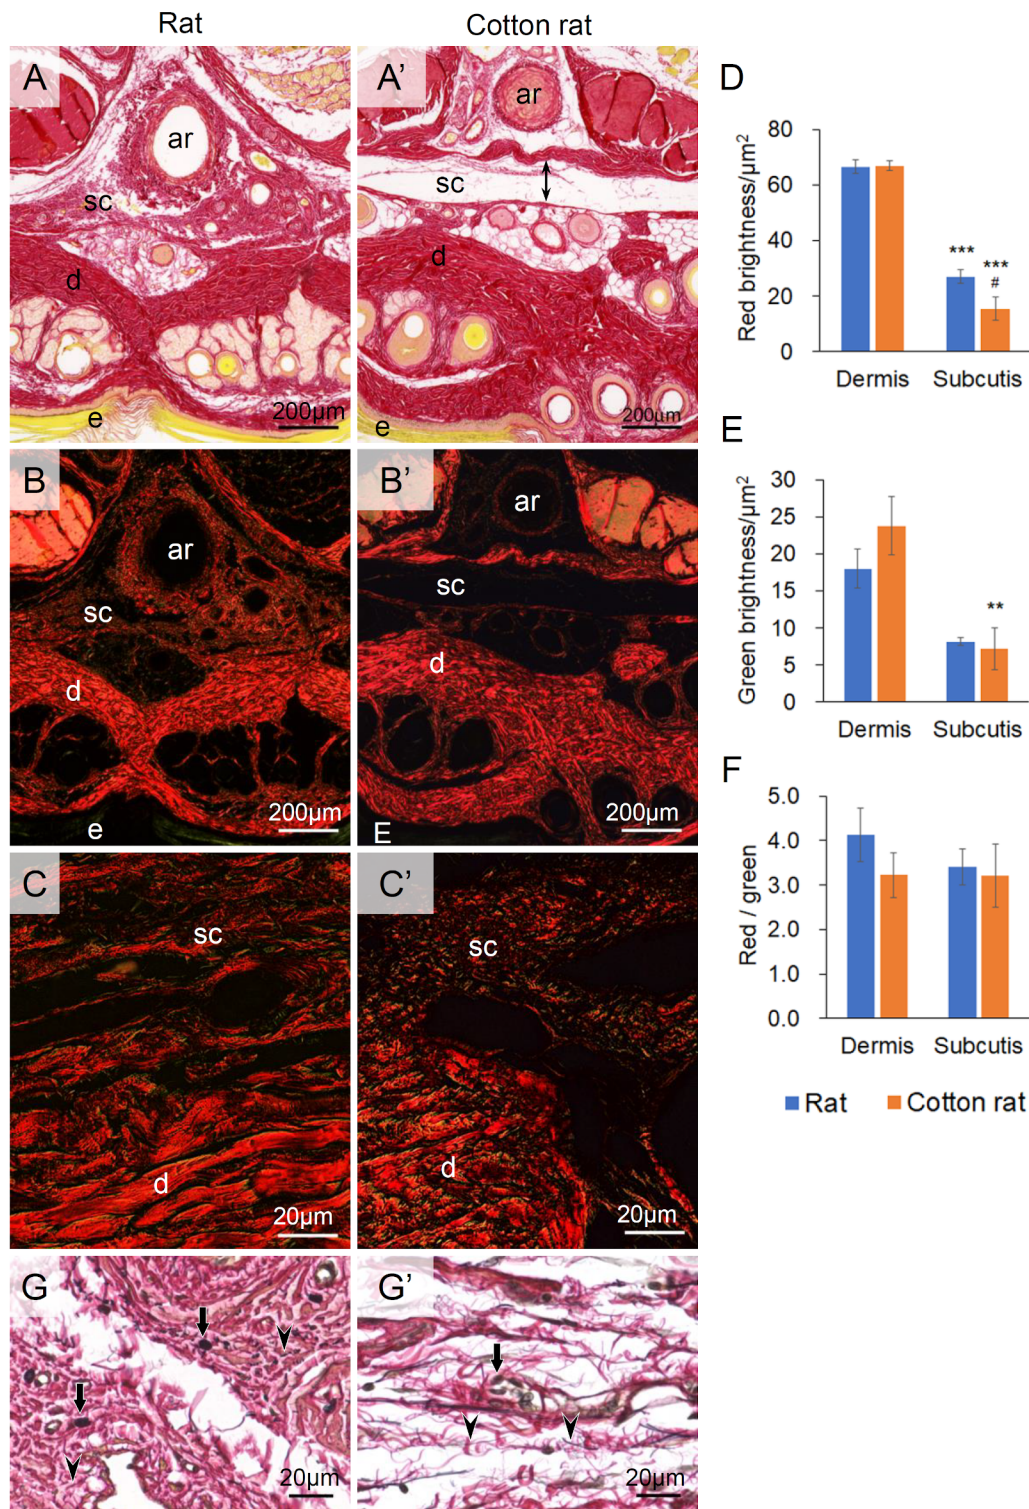 Rat
Cotton rat
A
ar
sc
d
e
200µm
A'
ar
sc
d
e
200µm
B
ar
sc
d
e
200µm
B'
ar
sc
d
E
200µm
C
sc
d
20µm
C'
sc
d
20µm
G
20µm
G'
20µm
D
Red brightness/µm²
80
60
40
20
0
***
***
#
Dermis
Subcutis
E
Green brightness/µm²
30
25
20
15
10
5
0
**
Dermis
Subcutis
F
Red / green
5.0
4.0
3.0
2.0
1.0
0.0
Dermis
Subcutis
Rat
Cotton rat